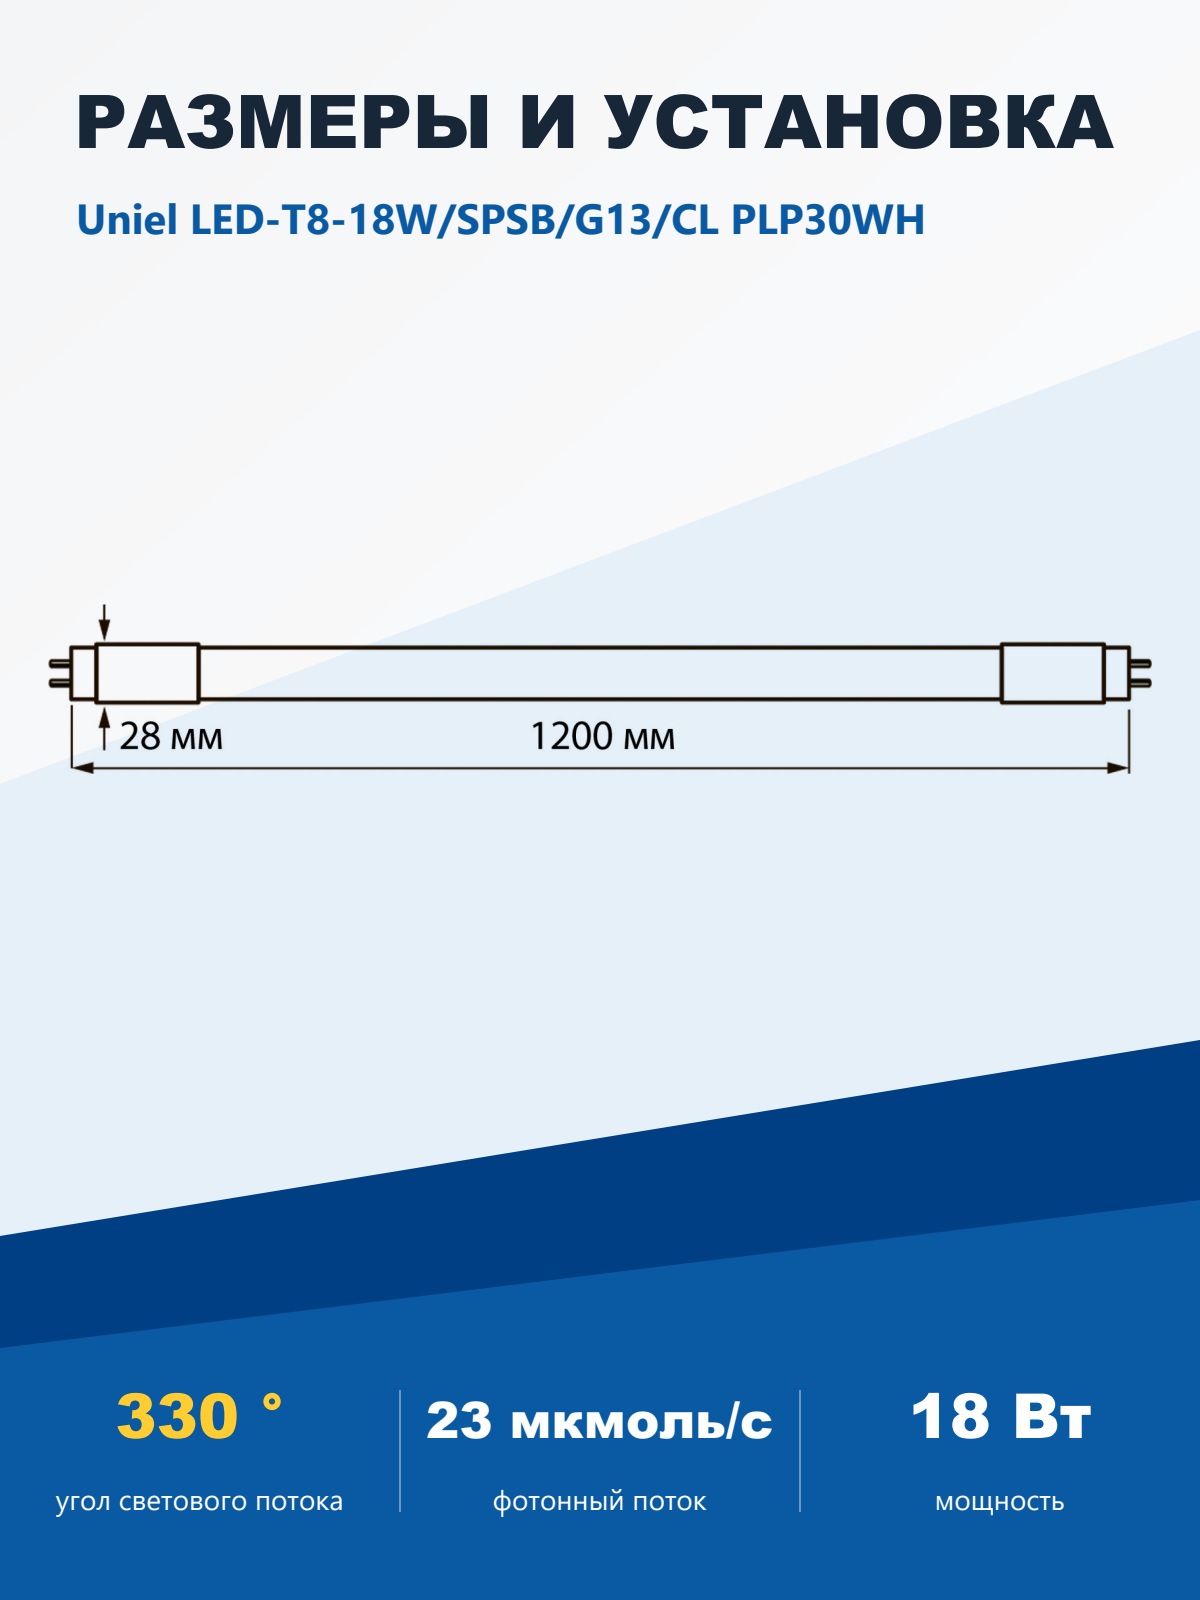 РАЗМЕРЫ И УСТАНОВКА
Uniel LED-T8-18W/SPSB/G13/CL PLP30WH
28 мм
1200 мм
330 °
23 мкмоль/с
18 Вт
угол светового потока
фотонный поток
мощность